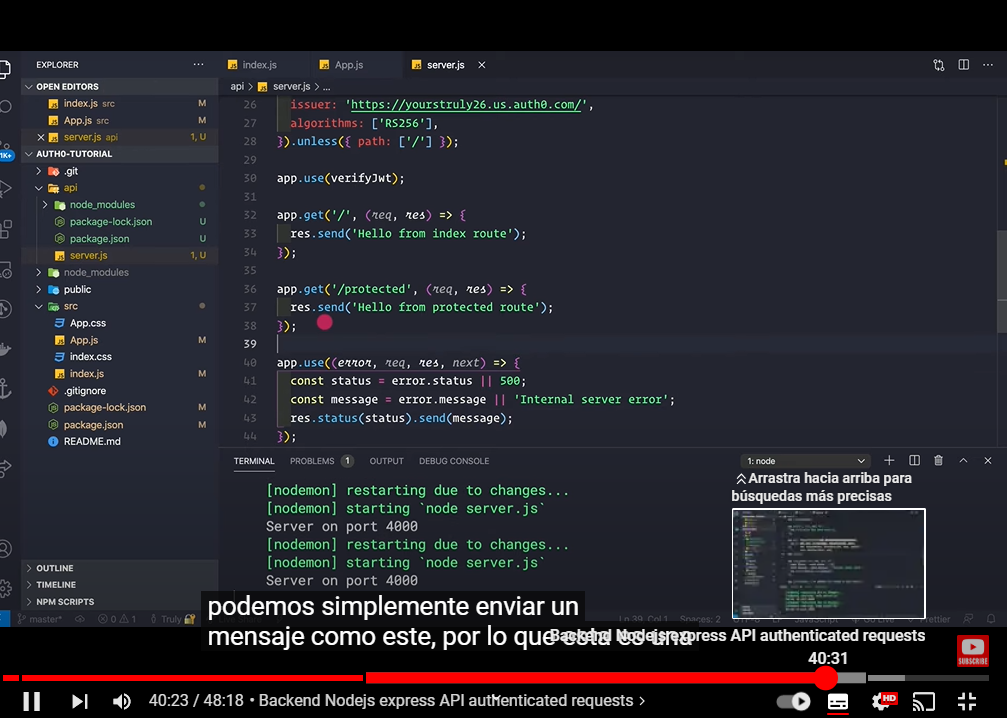 EXPLORER
index.js
App.js
server.js
OPEN EDITORS
index.js src M
App.js src M
server.js api 1, U
AUTH0-TUTORIAL
.git
api
node_modules
package-lock.json U
package.json U
server.js 1, U
node_modules
public
src
App.css
App.js M
index.css
index.js M
.gitignore
package-lock.json M
package.json M
README.md
OUTLINE
TIMELINE
NPM SCRIPTS
1K+
api > server.js > ...
26 issuer: 'https://yourstruly26.us.auth0.com/',
27 algorithms: ['RS256'],
28 }).unless({ path: ['/'] });
29
30 app.use(verifyJwt);
31
32 app.get('/', (req, res) => {
33 res.send('Hello from index route');
34 });
35
36 app.get('/protected', (req, res) => {
37 res.send('Hello from protected route');
38 });
39
40 app.use((error, req, res, next) => {
41 const status = error.status || 500;
42 const message = error.message || 'Internal server error';
43 res.status(status).send(message);
44 });
TERMINAL PROBLEMS 1 OUTPUT DEBUG CONSOLE
1: node
[nodemon] restarting due to changes...
[nodemon] starting `node server.js`
Server on port 4000
[nodemon] restarting due to changes...
[nodemon] starting `node server.js`
Server on port 4000
Arrastra hacia arriba para
búsquedas más precisas
master* 0 1 Truly
Ln 39, Col 1 Spaces: 2 JavaScript Prettier
podemos simplemente enviar un
mensaje como este, por lo que esta es una
Backend Nodejs express API authenticated requests
40:31
SUBSCRIBE
40:23 / 48:18 • Backend Nodejs express API authenticated requests >
HD